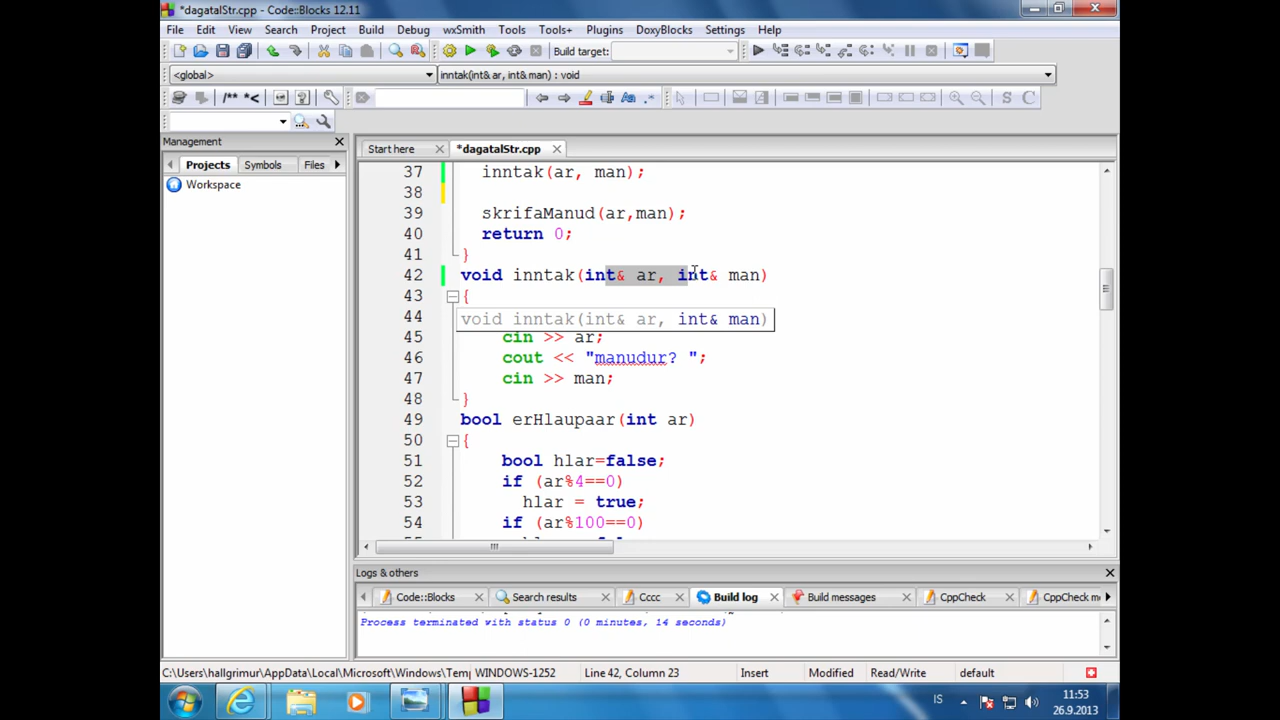 *dagatalStr.cpp - Code::Blocks 12.11
File Edit View Search Project Build Debug wxSmith Tools Tools+ Plugins DoxyBlocks Settings Help
Build target:
<global> inntak(int& ar, int& man) : void
/** *< Aa .* S C
Management
Projects Symbols Files
Workspace
Start here *dagatalStr.cpp
37 inntak(ar, man);
38
39 skrifaManud(ar,man);
40 return 0;
41 }
42 void inntak(int& ar, int& man)
43 {
44 void inntak(int& ar, int& man)
45 cin >> ar;
46 cout << "manudur? ";
47 cin >> man;
48 }
49 bool erHlaupaar(int ar)
50 {
51 bool hlar=false;
52 if (ar%4==0)
53 hlar = true;
54 if (ar%100==0)
Logs & others
Code::Blocks Search results Cccc Build log Build messages CppCheck CppCheck me
Process terminated with status 0 (0 minutes, 14 seconds)
C:\Users\hallgrimur\AppData\Local\Microsoft\Windows\Temp WINDOWS-1252 Line 42, Column 23 Insert Modified Read/Write default
IS 11:53
26.9.2013